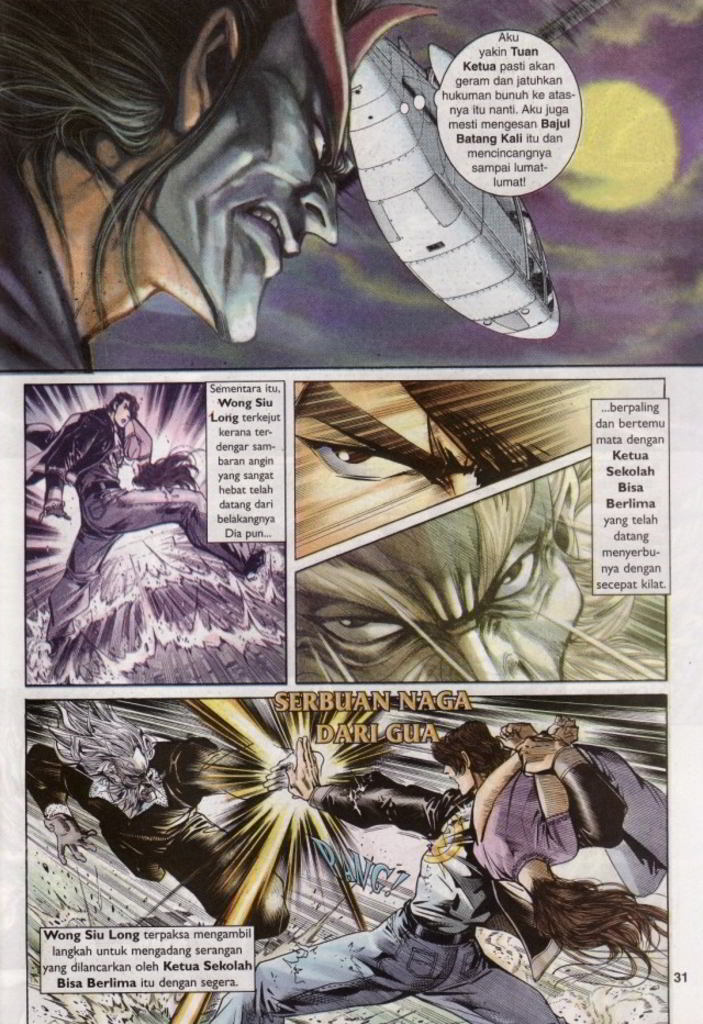 Aku
yakin Tuan
Ketua pasti akan
geram dan jatuhkan
hukuman bunuh ke atas-
nya itu nanti. Aku juga
mesti mengesan Bajul
Batang Kali itu dan
mencincangnya
sampai lumat-
lumat!
Sementara itu,
Wong Siu
Long terkejut
kerana ter-
dengar sam-
baran angin
yang sangat
hebat telah
datang dari
belakangnya
Dia pun...
...berpaling
dan bertemu
mata dengan
Ketua
Sekolah
Bisa
Berlima
yang telah
datang
menyerbu-
nya dengan
secepat kilat.
SERBUAN NAGA
DARI GUA
PANG!
Wong Siu Long terpaksa mengambil
langkah untuk mengadang serangan
yang dilancarkan oleh Ketua Sekolah
Bisa Berlima itu dengan segera.
31